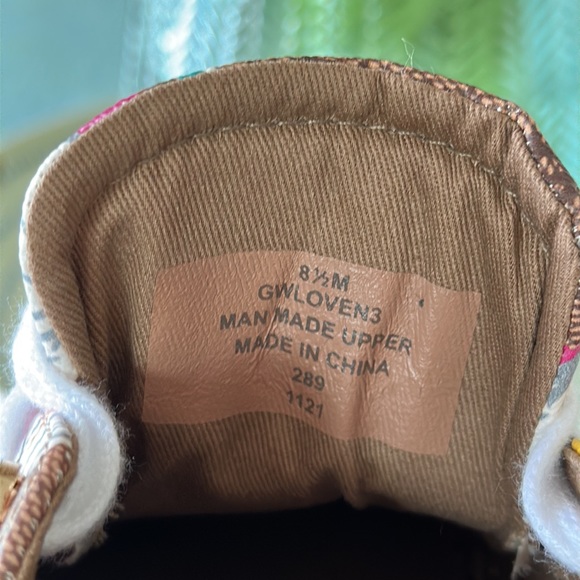 8½M
GWLOVEN3
MAN MADE UPPER
MADE IN CHINA
289
1121